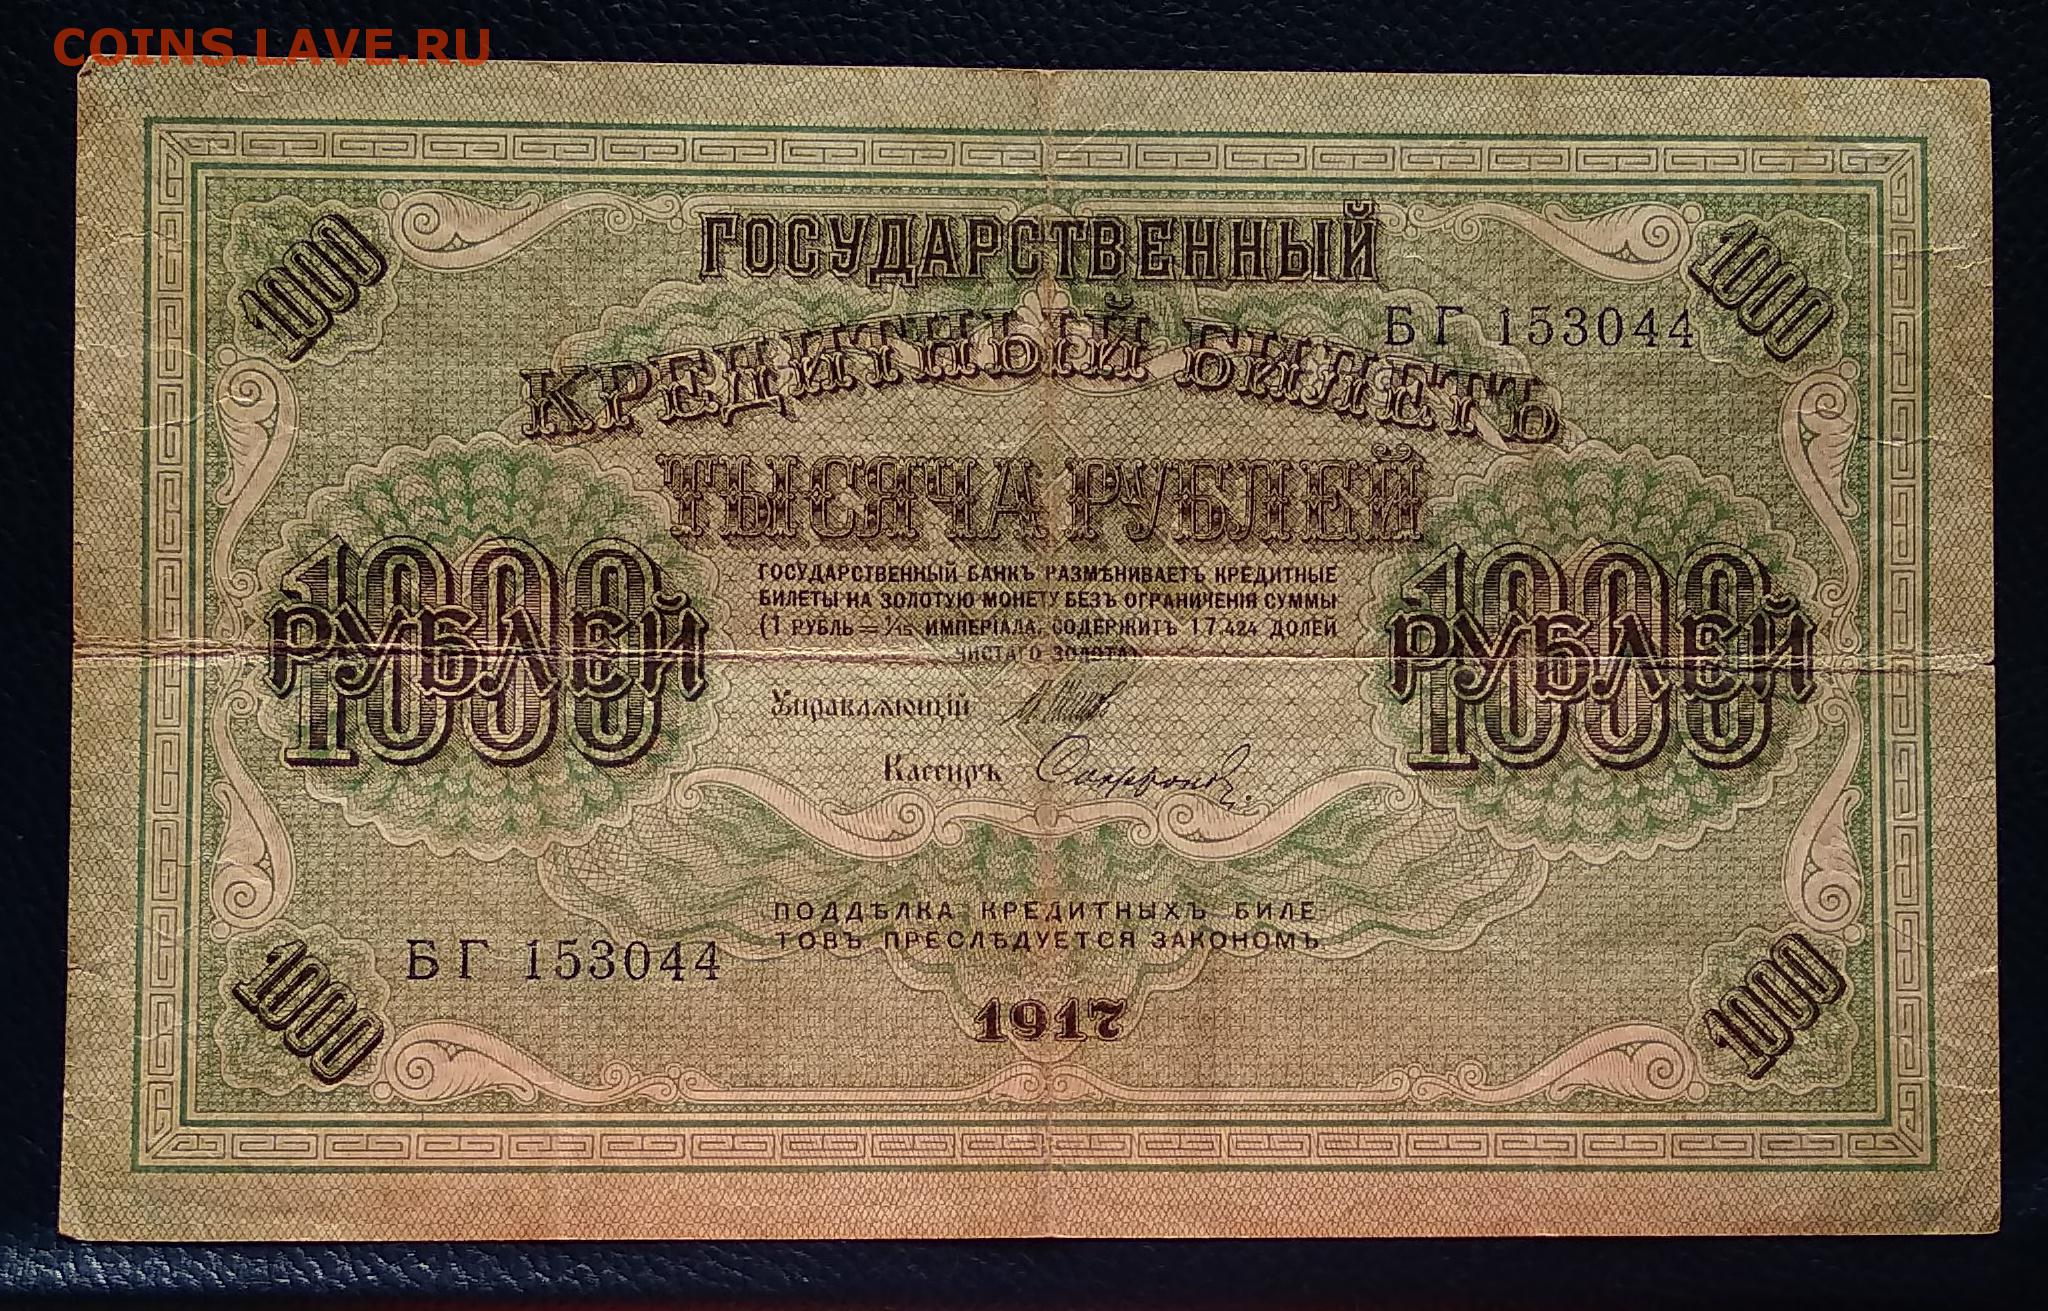 COINS.LAVE.RU
1000 ГОСУДАРСТВЕННЫЙ 1000
БГ 153044
КРЕДИТНЫЙ БИЛЕТЪ
ТЫСЯЧА РУБЛЕЙ
1000 РУБЛЕЙ
1000 РУБЛЕЙ
ГОСУДАРСТВЕННЫЙ БАНКЪ РАЗМѢНИВАЕТЪ КРЕДИТНЫЕ
БИЛЕТЫ НА ЗОЛОТУЮ МОНЕТУ БЕЗЪ ОГРАНИЧЕНІЯ СУММЫ
(1 РУБЛЬ = 1/15 ИМПЕРІАЛА, СОДЕРЖИТЪ 17.424 ДОЛЕЙ
ЧИСТАГО ЗОЛОТА).
Управляющій И. Шиповъ
Кассиръ Сафроновъ
ПОДДѢЛКА КРЕДИТНЫХЪ БИЛЕ
ТОВЪ ПРЕСЛѢДУЕТСЯ ЗАКОНОМЪ
БГ 153044
1000 1917 1000